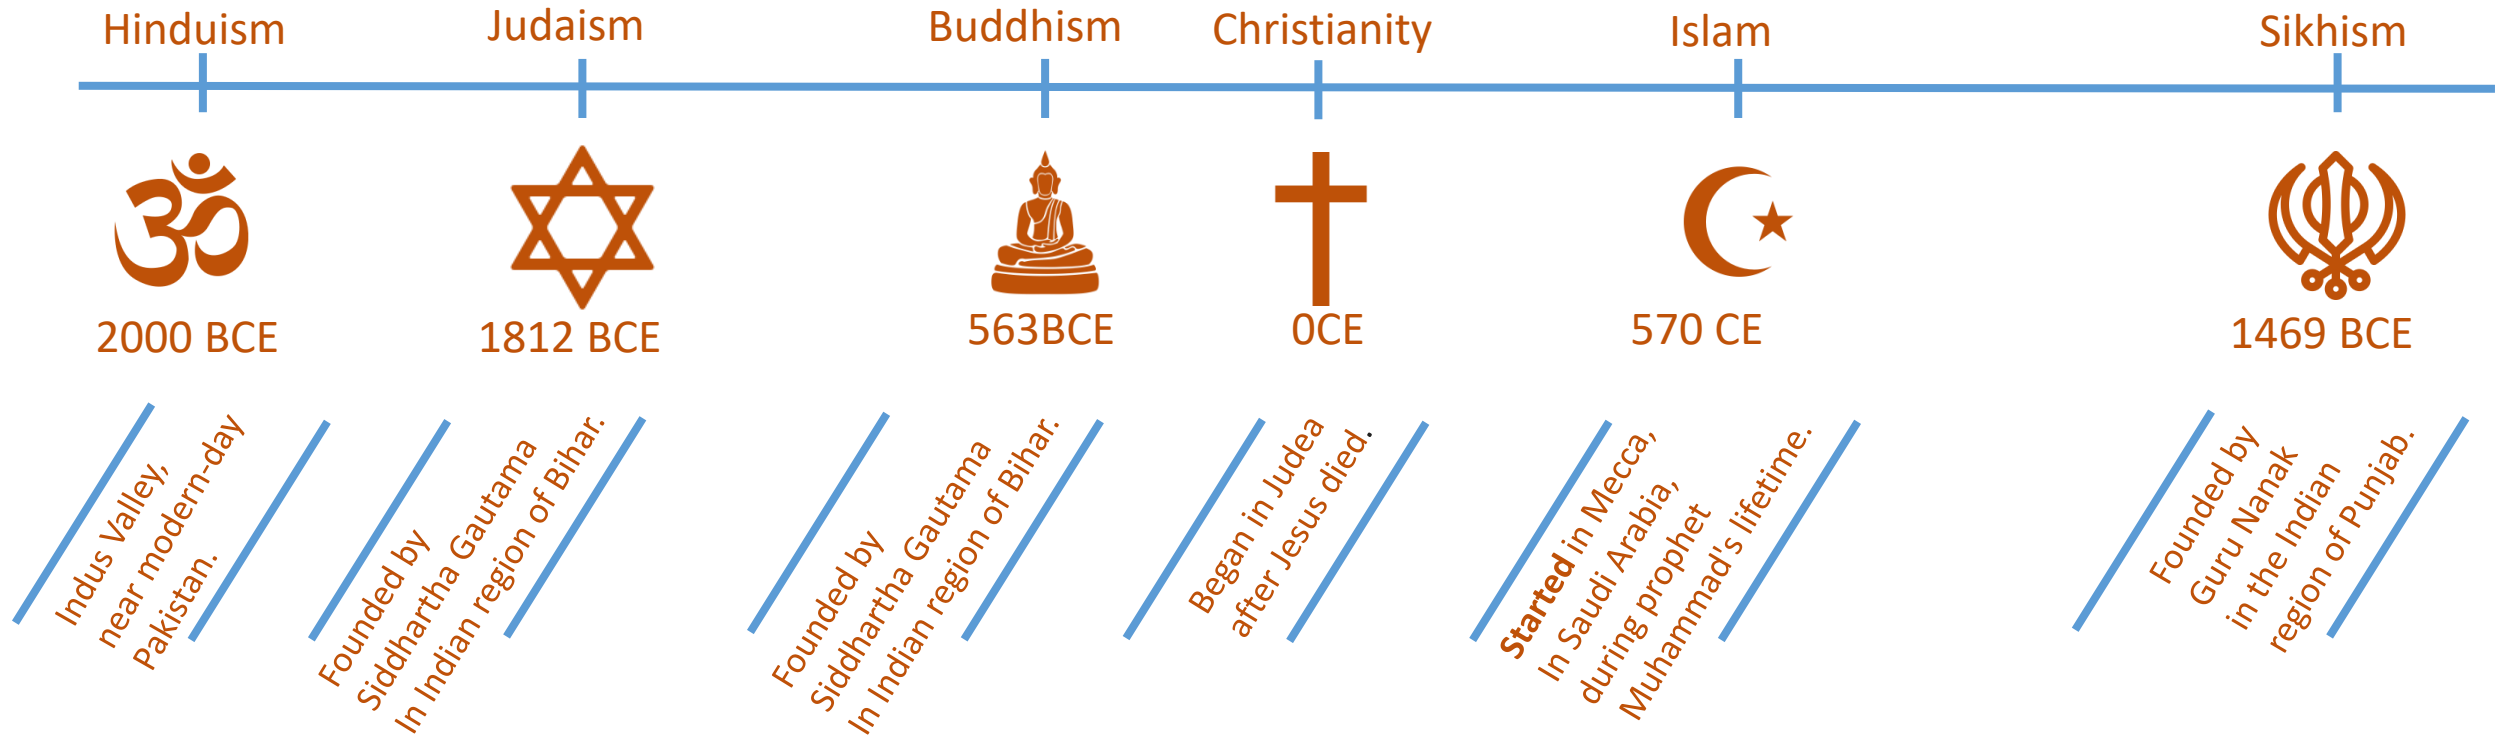 Hinduism
Judaism
Buddhism
Christianity
Islam
Sikhism
2000 BCE
1812 BCE
563BCE
0CE
570 CE
1469 BCE
Indus Valley,
near modern-day
Pakistan.
Founded by
Siddhartha Gautama
In Indian region of Bihar.
Founded by
Siddhartha Gautama
In Indian region of Bihar.
Began in Judea
after Jesus died.
Started in Mecca,
In Saudi Arabia,
during prophet
Muhammad's lifetime.
Founded by
Guru Nanak
in the Indian
region of Punjab.